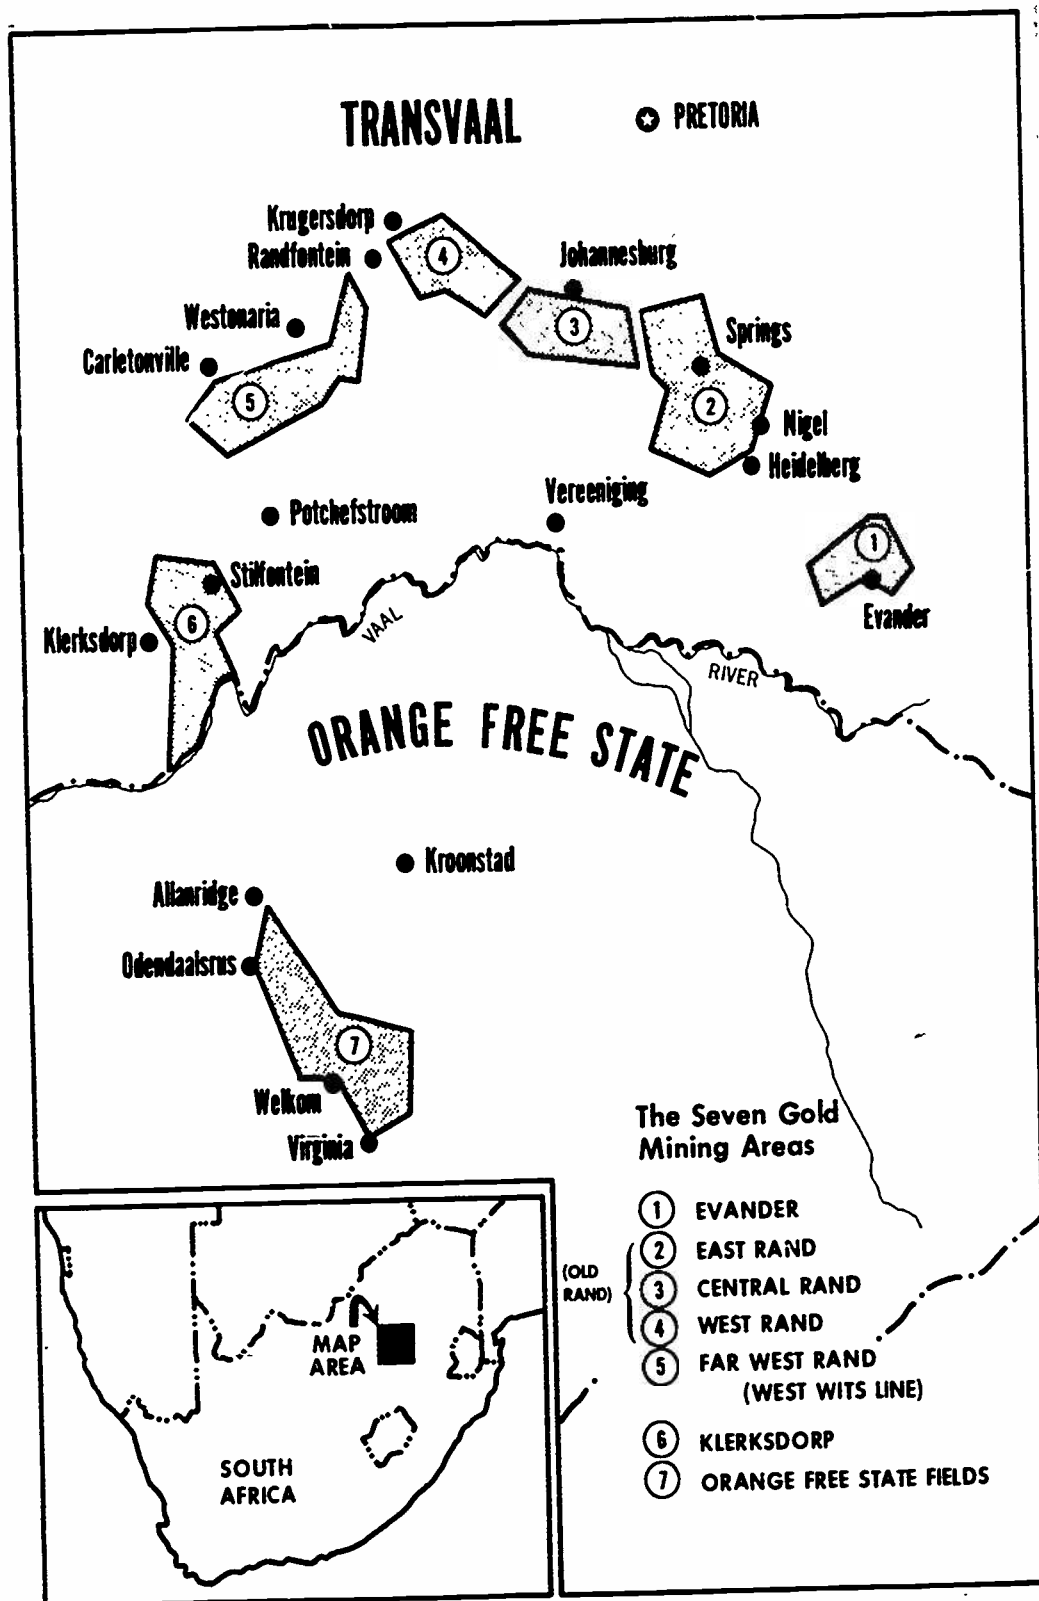 TRANSVAAL
PRETORIA
Krugersdorp
Randfontein
4
Johannesburg
Westonaria
3
Springs
Carletonville
5
2
Nigel
Heidelberg
Vereeniging
Potchefstroom
1
Stilfontein
Evander
6
Klerksdorp
VAAL
RIVER
ORANGE FREE STATE
Kroonstad
Allanridge
Odendaalsrus
7
Welkom
Virginia
The Seven Gold
Mining Areas
1 EVANDER
2 EAST RAND
(OLD RAND)
3 CENTRAL RAND
4 WEST RAND
5 FAR WEST RAND
(WEST WITS LINE)
6 KLERKSDORP
7 ORANGE FREE STATE FIELDS
MAP
AREA
SOUTH
AFRICA